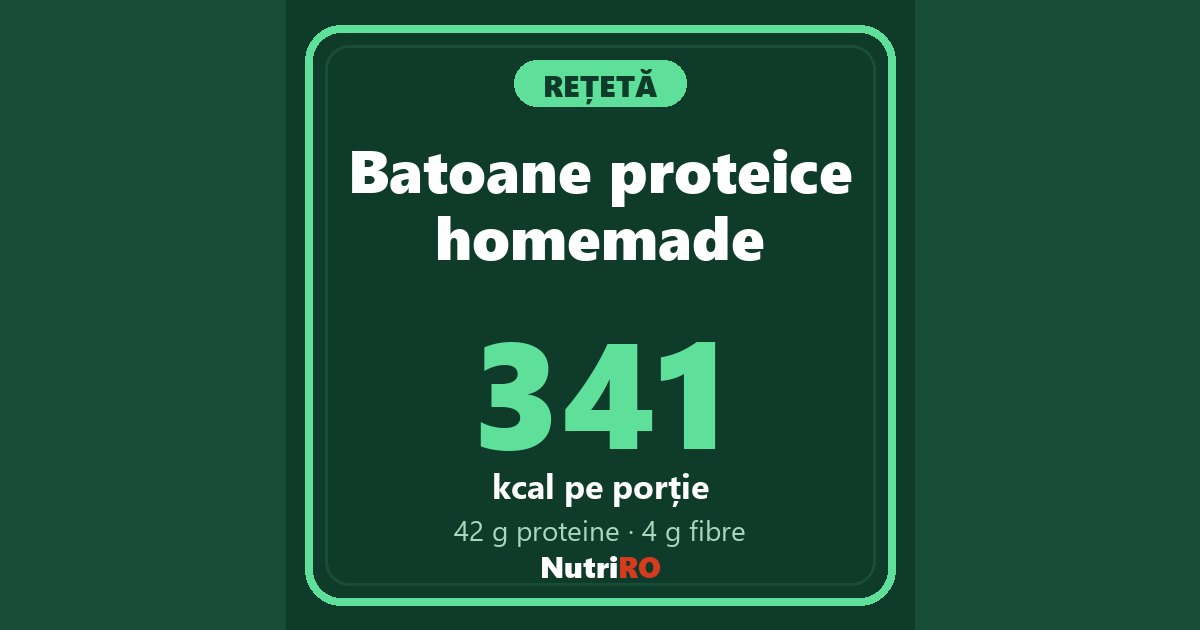 REȚETĂ
Batoane proteice
homemade
341
kcal pe porție
42 g proteine · 4 g fibre
NutriRO